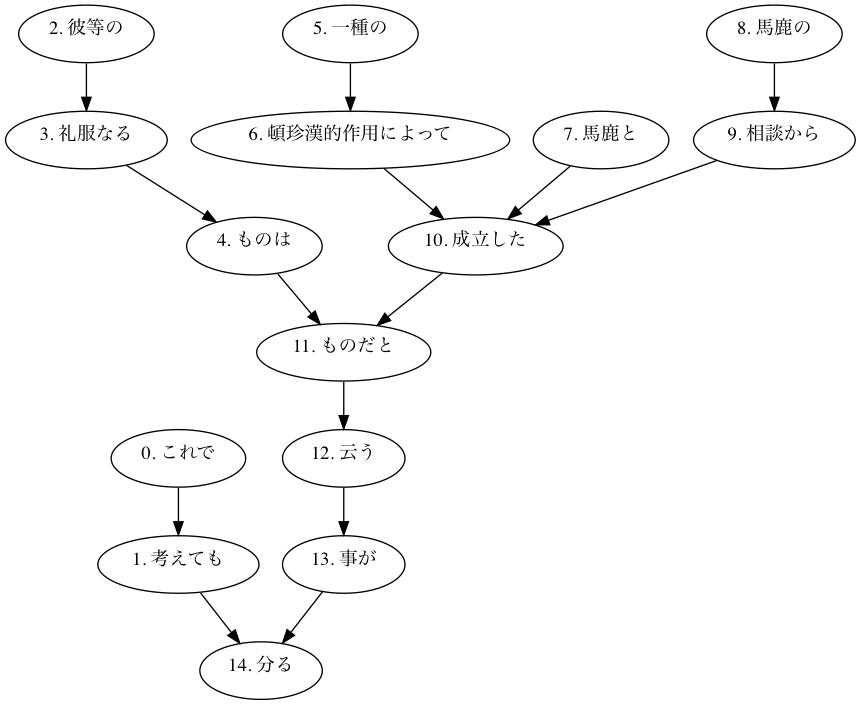 2. 彼等の
5. 一種の
8. 馬鹿の
3. 礼服なる
6. 頓珍漢的作用によって
7. 馬鹿と
9. 相談から
4. ものは
10. 成立した
11. ものだと
0. これで
12. 云う
1. 考えても
13. 事が
14. 分る